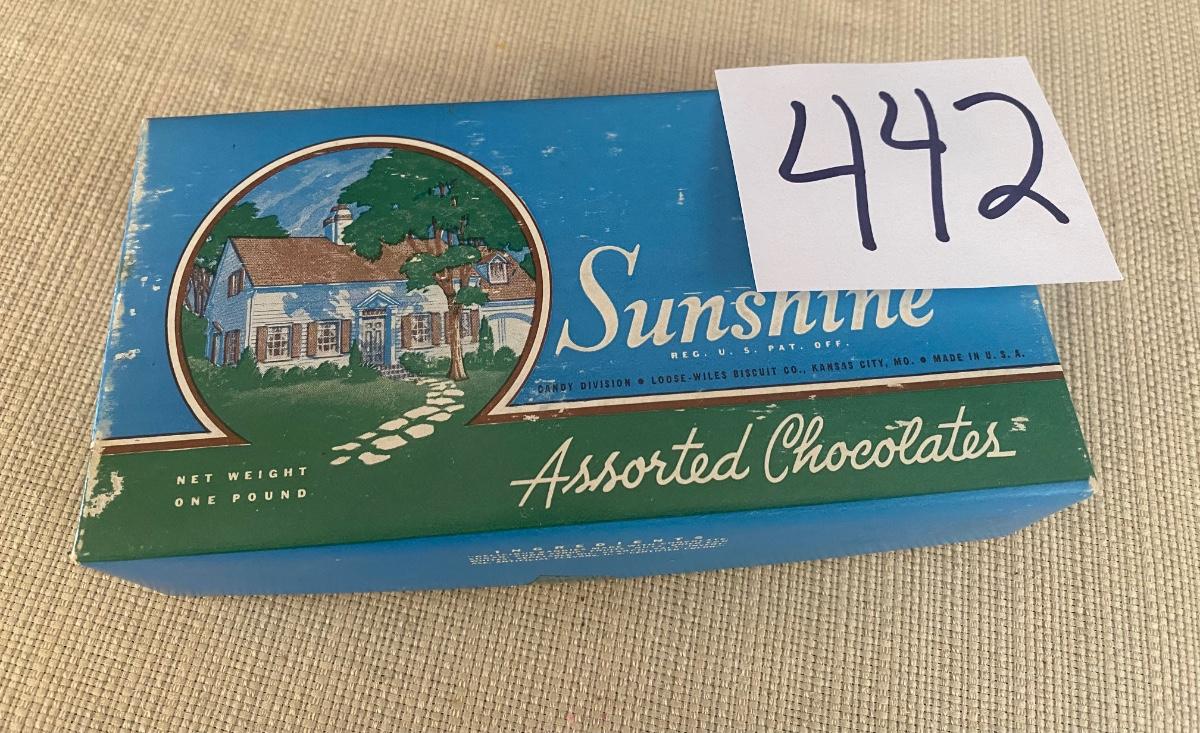 442
Sunshine
REG. U. S. PAT. OFF.
CANDY DIVISION ● LOOSE-WILES BISCUIT CO., KANSAS CITY, MO. ● MADE IN U. S. A.
Assorted Chocolates
NET WEIGHT
ONE POUND
INGREDIENTS